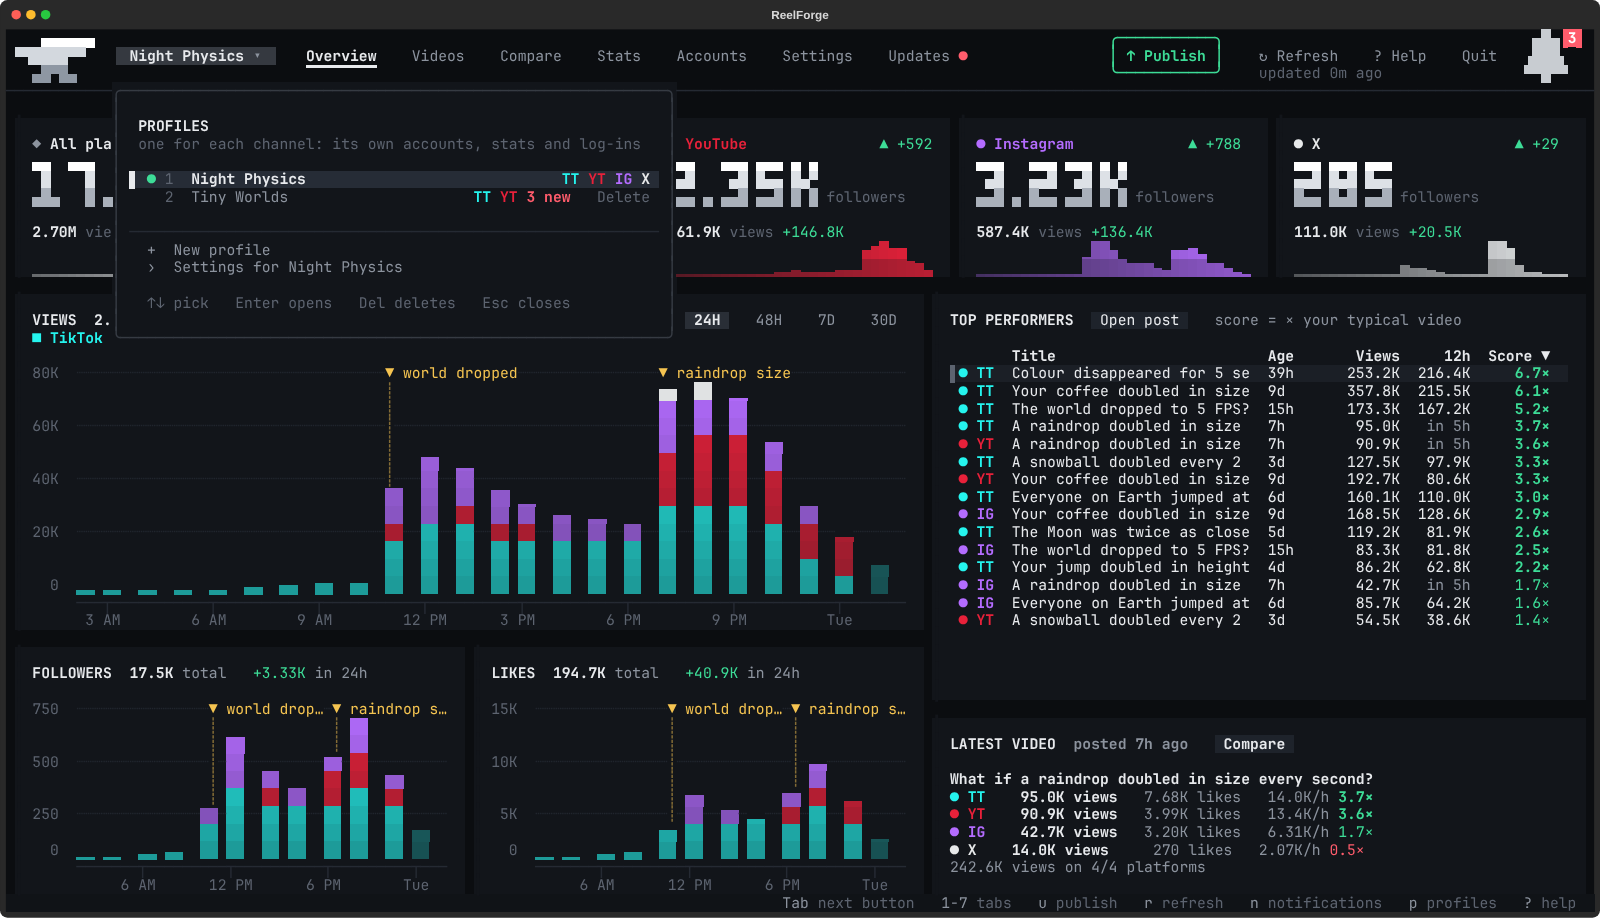 ReelForge
Night Physics ▾ Overview Videos Compare Stats Accounts Settings Updates ● ↑ Publish ↻ Refresh ? Help Quit 3
updated 0m ago
PROFILES
one for each channel: its own accounts, stats and log-ins
● 1 Night Physics TT YT IG X
2 Tiny Worlds TT YT 3 new Delete
+ New profile
› Settings for Night Physics
↑↓ pick Enter opens Del deletes Esc closes
◆ All pla
17.
2.70M vie
YouTube ▲ +592
2.35K followers
61.9K views +146.8K
● Instagram ▲ +788
3.23K followers
587.4K views +136.4K
● X ▲ +29
285 followers
111.0K views +20.5K
VIEWS 2. 24H 48H 7D 30D
■ TikTok
▼ world dropped ▼ raindrop size
80K
60K
40K
20K
0
3 AM 6 AM 9 AM 12 PM 3 PM 6 PM 9 PM Tue
TOP PERFORMERS Open post score = × your typical video
Title Age Views 12h Score ▼
● TT Colour disappeared for 5 se 39h 253.2K 216.4K 6.7×
● TT Your coffee doubled in size 9d 357.8K 215.5K 6.1×
● TT The world dropped to 5 FPS? 15h 173.3K 167.2K 5.2×
● TT A raindrop doubled in size 7h 95.0K in 5h 3.7×
● YT A raindrop doubled in size 7h 90.9K in 5h 3.6×
● TT A snowball doubled every 2 3d 127.5K 97.9K 3.3×
● YT Your coffee doubled in size 9d 192.7K 80.6K 3.3×
● TT Everyone on Earth jumped at 6d 160.1K 110.0K 3.0×
● IG Your coffee doubled in size 9d 168.5K 128.6K 2.9×
● TT The Moon was twice as close 5d 119.2K 81.9K 2.6×
● IG The world dropped to 5 FPS? 15h 83.3K 81.8K 2.5×
● TT Your jump doubled in height 4d 86.2K 62.8K 2.2×
● IG A raindrop doubled in size 7h 42.7K in 5h 1.7×
● IG Everyone on Earth jumped at 6d 85.7K 64.2K 1.6×
● YT A snowball doubled every 2 3d 54.5K 38.6K 1.4×
FOLLOWERS 17.5K total +3.33K in 24h
▼ world drop… ▼ raindrop s…
750
500
250
0
6 AM 12 PM 6 PM Tue
LIKES 194.7K total +40.9K in 24h
▼ world drop… ▼ raindrop s…
15K
10K
5K
0
6 AM 12 PM 6 PM Tue
LATEST VIDEO posted 7h ago Compare
What if a raindrop doubled in size every second?
● TT 95.0K views 7.68K likes 14.0K/h 3.7×
● YT 90.9K views 3.99K likes 13.4K/h 3.6×
● IG 42.7K views 3.20K likes 6.31K/h 1.7×
● X 14.0K views 270 likes 2.07K/h 0.5×
242.6K views on 4/4 platforms
Tab next button 1-7 tabs u publish r refresh n notifications p profiles ? help